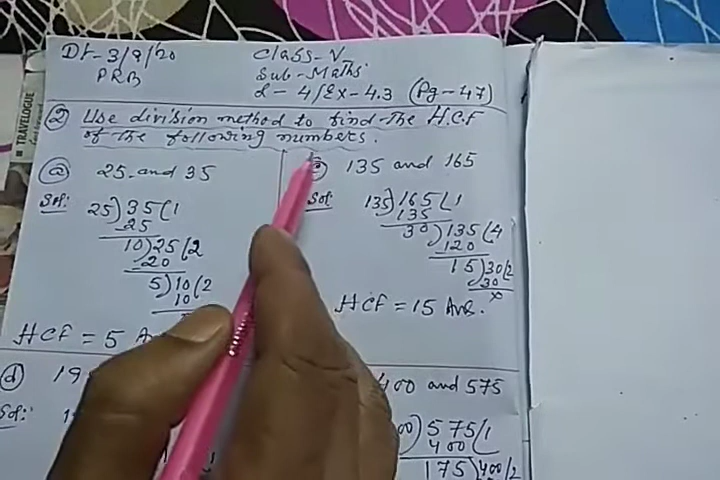 Dt- 3/9/20
PRB
Class-V
Sub-Maths
L- 4/Ex- 4.3 (Pg-47)
② Use division method to find the H.C.F
of the following numbers.
ⓐ 25 and 35
Sol:
25)35(1
25
10)25(2
20
5)10(2
10
HCF = 5
135 and 165
Sol
135)165(1
135
30)135(4
120
15)30(2
30
x
HCF = 15 Ans.
ⓓ 19
Sol:
400 and 575
575(1
400
175)400(2